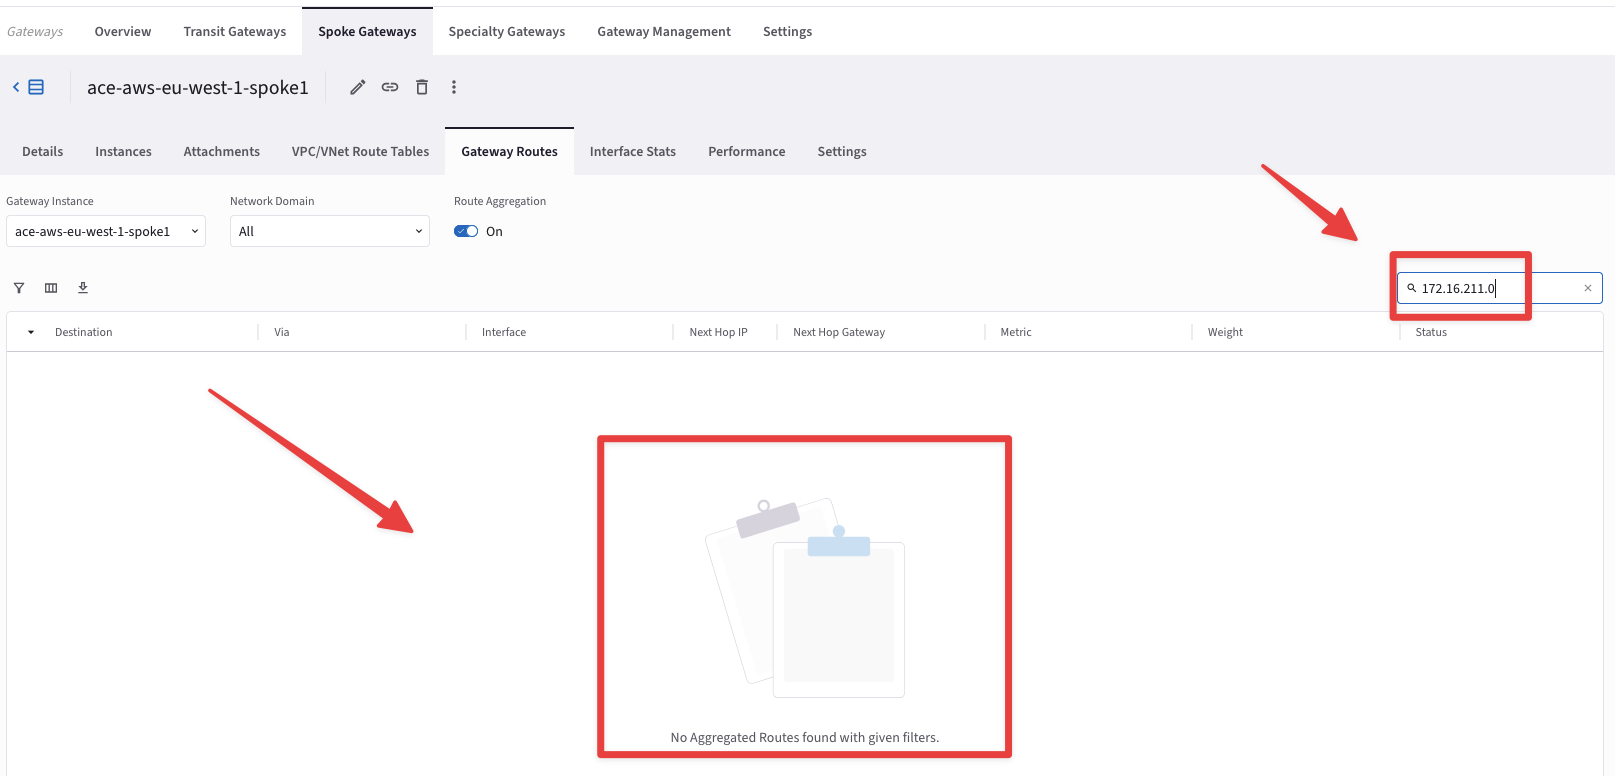 Gateways Overview Transit Gateways Spoke Gateways Specialty Gateways Gateway Management Settings
ace-aws-eu-west-1-spoke1
Details Instances Attachments VPC/VNet Route Tables Gateway Routes Interface Stats Performance Settings
Gateway Instance Network Domain Route Aggregation
ace-aws-eu-west-1-spoke1 All On
172.16.211.0
Destination Via Interface Next Hop IP Next Hop Gateway Metric Weight Status
No Aggregated Routes found with given filters.